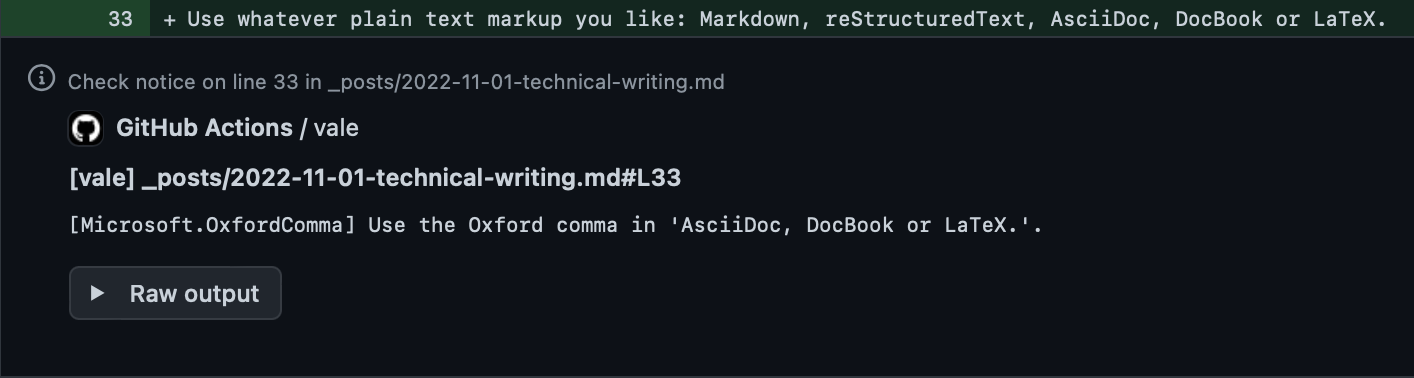 33 + Use whatever plain text markup you like: Markdown, reStructuredText, AsciiDoc, DocBook or LaTeX.
Check notice on line 33 in _posts/2022-11-01-technical-writing.md
GitHub Actions / vale
[vale] _posts/2022-11-01-technical-writing.md#L33
[Microsoft.OxfordComma] Use the Oxford comma in 'AsciiDoc, DocBook or LaTeX.'.
Raw output